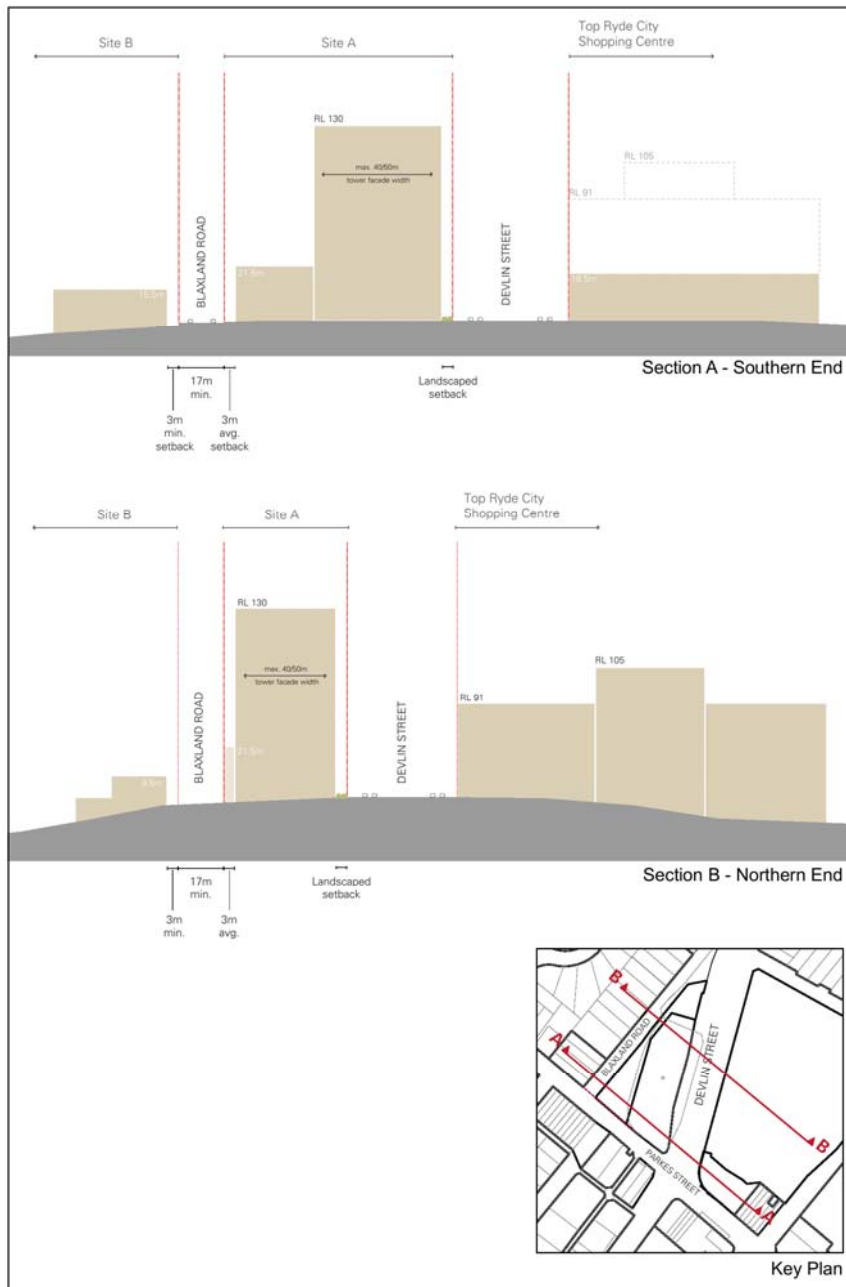 Site B
Site A
Top Ryde City
Shopping Centre
RL 130
max. 40/50m
tower facade width
RL 105
RL 91
BLAXLAND ROAD
DEVLIN STREET
15.5m
21.5m
18.5m
Section A - Southern End
17m
min.
Landscaped
setback
3m
min.
setback
3m
avg.
setback
Site B
Site A
Top Ryde City
Shopping Centre
RL 130
max. 40/50m
tower facade width
RL 105
RL 91
BLAXLAND ROAD
DEVLIN STREET
9.5m
21.5m
Section B - Northern End
17m
min.
Landscaped
setback
3m
min.
3m
avg.
B
A
BLAXLAND ROAD
DEVLIN STREET
B
PARKES STREET
A
Key Plan